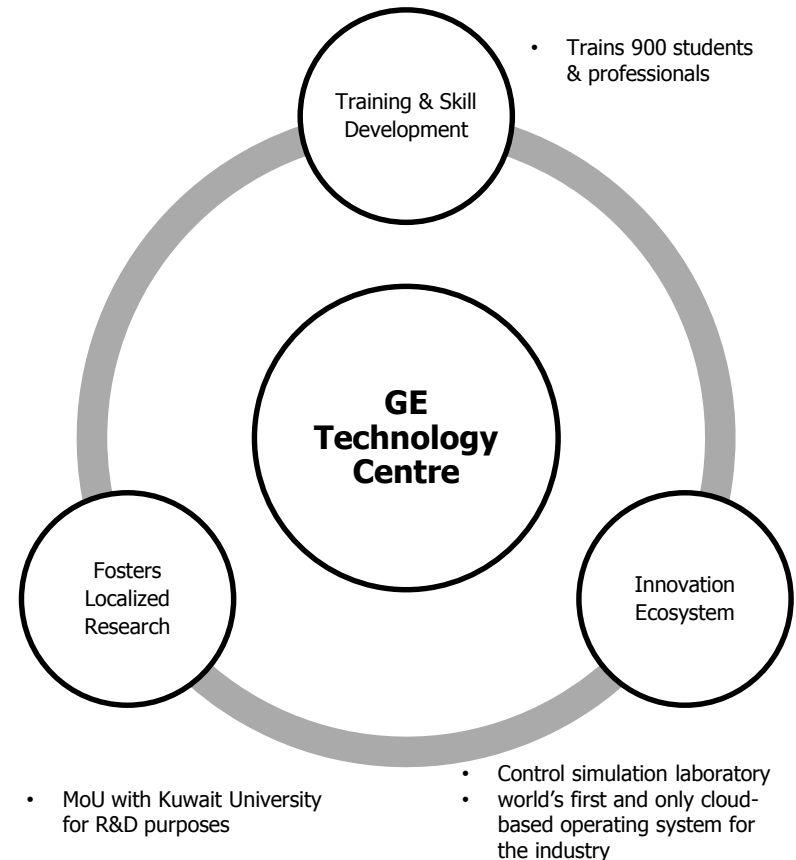 • Trains 900 students
& professionals
Training & Skill
Development
GE
Technology
Centre
Fosters
Localized
Research
Innovation
Ecosystem
• MoU with Kuwait University
for R&D purposes
• Control simulation laboratory
• world's first and only cloud-
based operating system for
the industry